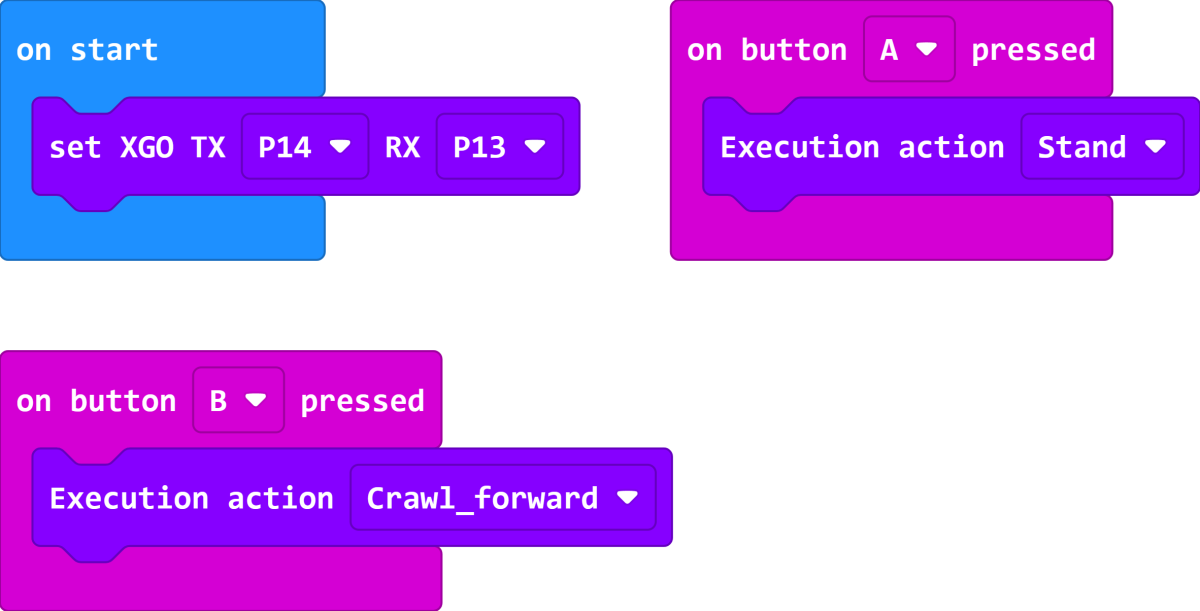 on start
set XGO TX P14 RX P13
on button A pressed
Execution action Stand
on button B pressed
Execution action Crawl_forward